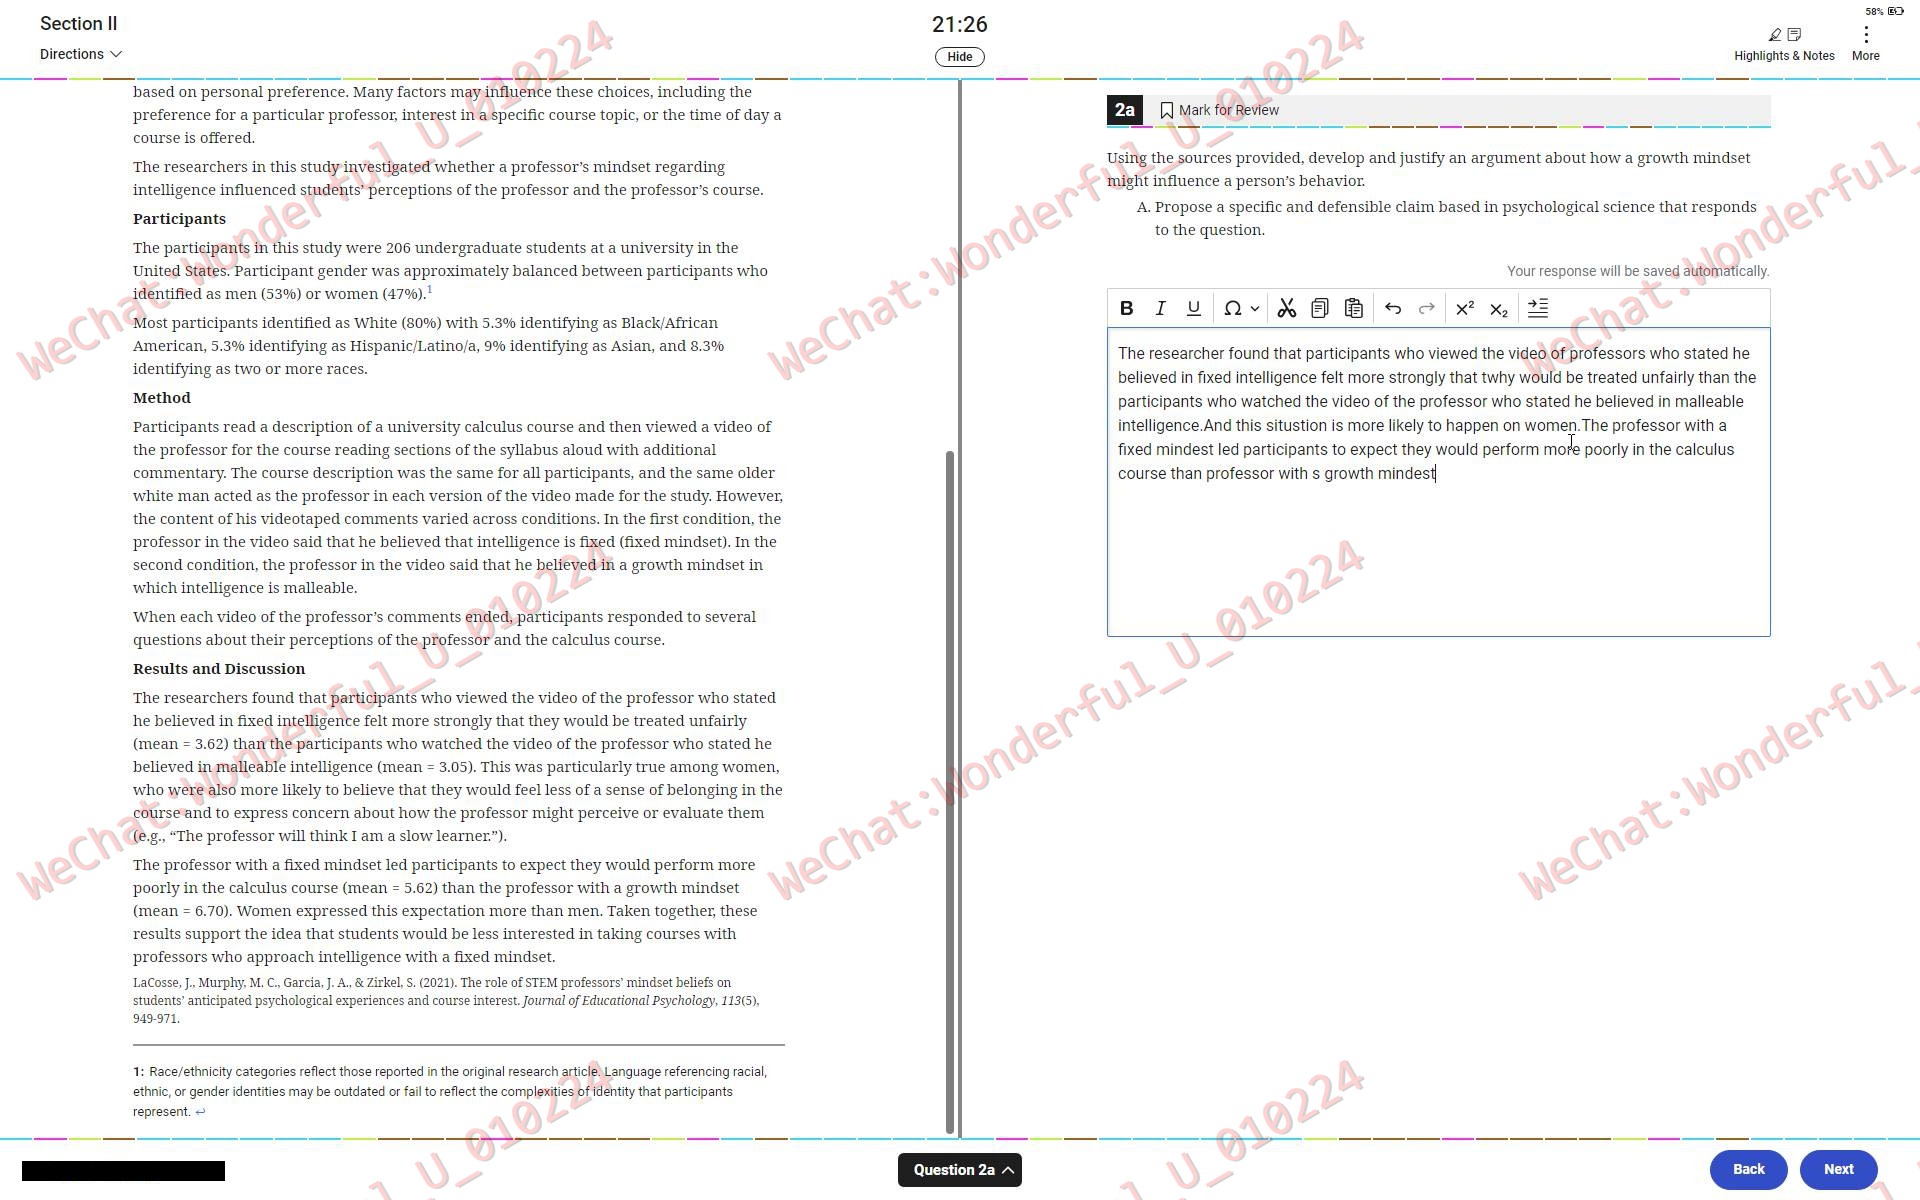 Section II
Directions
21:26
Hide
58%
Highlights & Notes
More
based on personal preference. Many factors may influence these choices, including the
preference for a particular professor, interest in a specific course topic, or the time of day a
course is offered.
The researchers in this study investigated whether a professor’s mindset regarding
intelligence influenced students’ perceptions of the professor and the professor’s course.
Participants
The participants in this study were 206 undergraduate students at a university in the
United States. Participant gender was approximately balanced between participants who
identified as men (53%) or women (47%).1
Most participants identified as White (80%) with 5.3% identifying as Black/African
American, 5.3% identifying as Hispanic/Latino/a, 9% identifying as Asian, and 8.3%
identifying as two or more races.
Method
Participants read a description of a university calculus course and then viewed a video of
the professor for the course reading sections of the syllabus aloud with additional
commentary. The course description was the same for all participants, and the same older
white man acted as the professor in each version of the video made for the study. However,
the content of his videotaped comments varied across conditions. In the first condition, the
professor in the video said that he believed that intelligence is fixed (fixed mindset). In the
second condition, the professor in the video said that he believed in a growth mindset in
which intelligence is malleable.
When each video of the professor’s comments ended, participants responded to several
questions about their perceptions of the professor and the calculus course.
Results and Discussion
The researchers found that participants who viewed the video of the professor who stated
he believed in fixed intelligence felt more strongly that they would be treated unfairly
(mean = 3.62) than the participants who watched the video of the professor who stated he
believed in malleable intelligence (mean = 3.05). This was particularly true among women,
who were also more likely to believe that they would feel less of a sense of belonging in the
course and to express concern about how the professor might perceive or evaluate them
(e.g., “The professor will think I am a slow learner.”).
The professor with a fixed mindset led participants to expect they would perform more
poorly in the calculus course (mean = 5.62) than the professor with a growth mindset
(mean = 6.70). Women expressed this expectation more than men. Taken together, these
results support the idea that students would be less interested in taking courses with
professors who approach intelligence with a fixed mindset.
LaCosse, J., Murphy, M. C., Garcia, J. A., & Zirkel, S. (2021). The role of STEM professors’ mindset beliefs on
students’ anticipated psychological experiences and course interest. Journal of Educational Psychology, 113(5),
949-971.
1: Race/ethnicity categories reflect those reported in the original research article. Language referencing racial,
ethnic, or gender identities may be outdated or fail to reflect the complexities of identity that participants
represent. ↩
2a
Mark for Review
Using the sources provided, develop and justify an argument about how a growth mindset
might influence a person’s behavior.
A. Propose a specific and defensible claim based in psychological science that responds
to the question.
Your response will be saved automatically.
B I U Ω X² X₂
The researcher found that participants who viewed the video of professors who stated he
believed in fixed intelligence felt more strongly that twhy would be treated unfairly than the
participants who watched the video of the professor who stated he believed in malleable
intelligence.And this situstion is more likely to happen on women.The professor with a
fixed mindest led participants to expect they would perform more poorly in the calculus
course than professor with s growth mindest
Question 2a
Back
Next
WeChat:Wonderful_U_010224
WeChat:Wonderful_U_010224
WeChat:Wonderful_
WeChat:Wonderful_U_010224
WeChat:Wonderful_U_010224
WeChat:Wonderful_
U_010224
U_010224